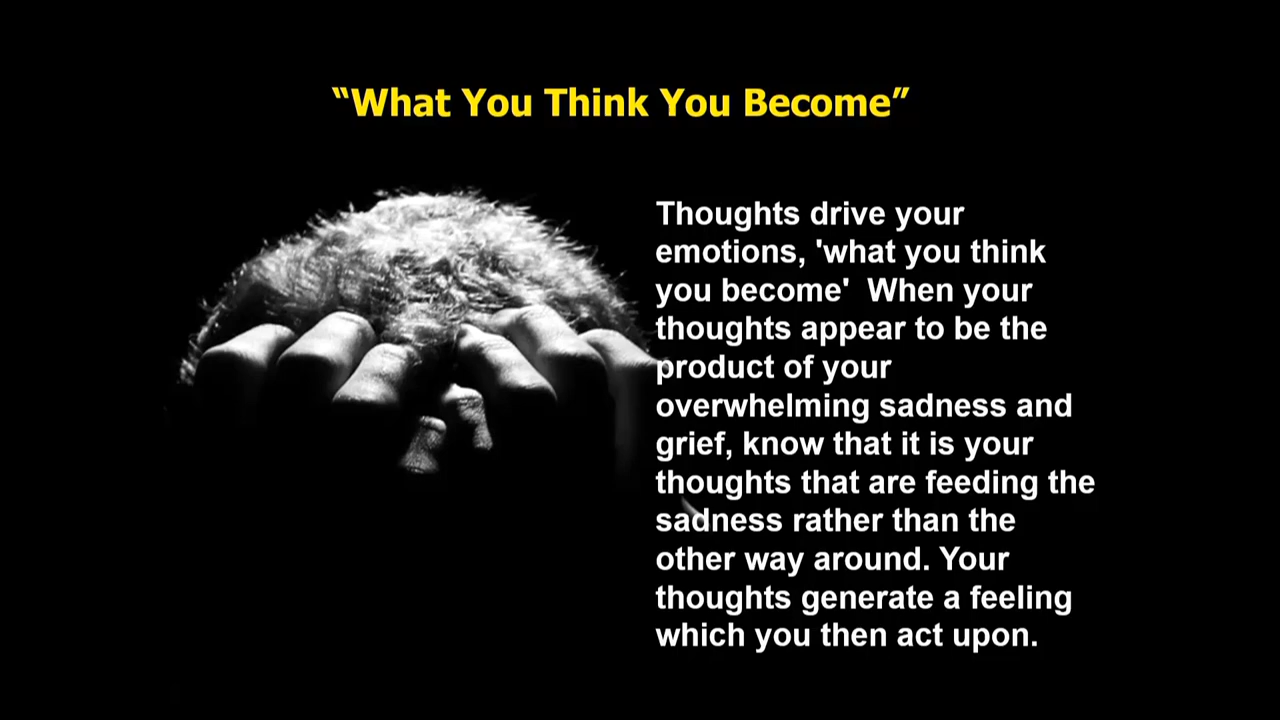 “What You Think You Become”
Thoughts drive your
emotions, 'what you think
you become'  When your
thoughts appear to be the
product of your
overwhelming sadness and
grief, know that it is your
thoughts that are feeding the
sadness rather than the
other way around. Your
thoughts generate a feeling
which you then act upon.